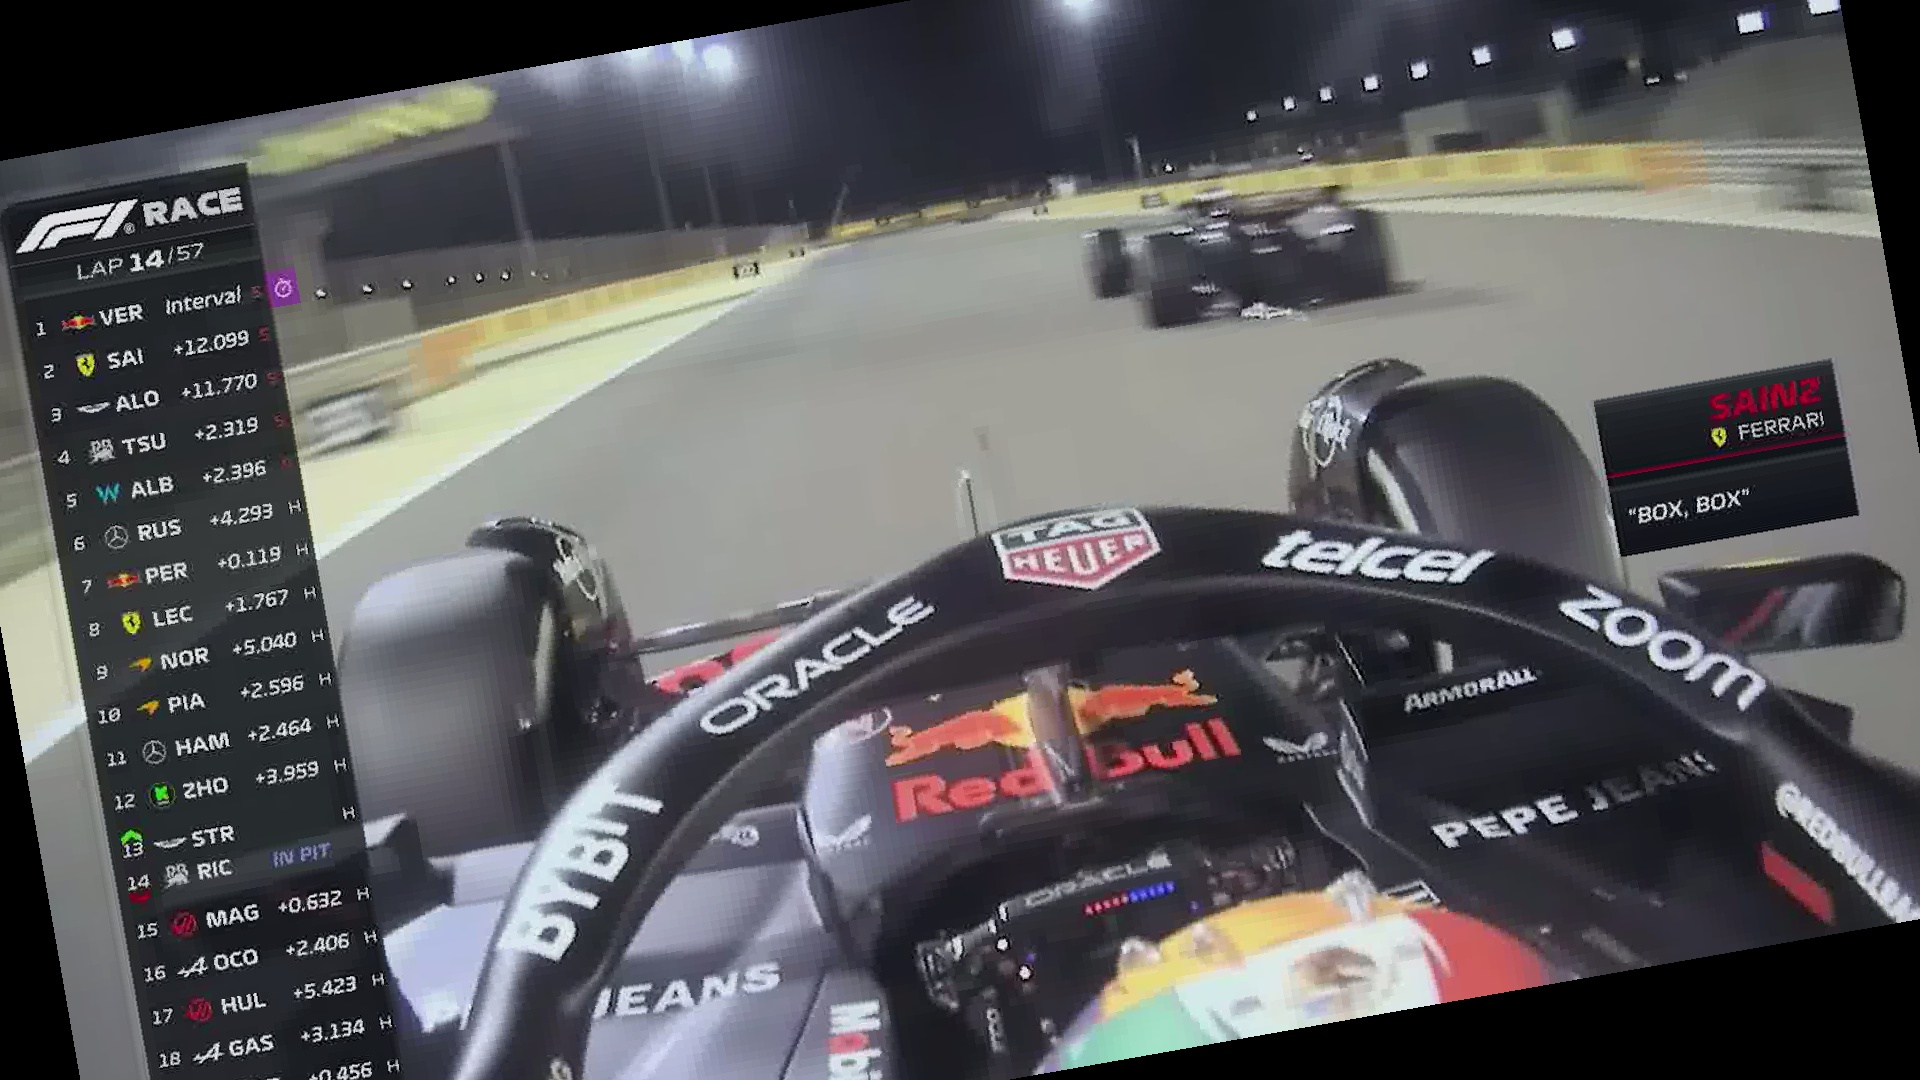 F1 RACE
LAP 14/57
1 VER Interval S
2 SAI +12.099 S
3 ALO +11.770 S
4 TSU +2.319 S
5 ALB +2.396
6 RUS +4.293 H
7 PER +0.119 H
8 LEC +1.767 H
9 NOR +5.040 H
10 PIA +2.596 H
11 HAM +2.464 H
12 ZHO +3.959 H
13 STR H
14 RIC IN PIT
15 MAG +0.632 H
16 OCO +2.406 H
17 HUL +5.423 H
18 GAS +3.134 H
+0.456 H
SAINZ
FERRARI
"BOX, BOX"
TAG
HEUER
telcel
zoom
ORACLE
BYBIT
Red Bull
ARMORALL
PEPE JEANS
@REDBULLRA
ORACLE
JEANS
Mobi